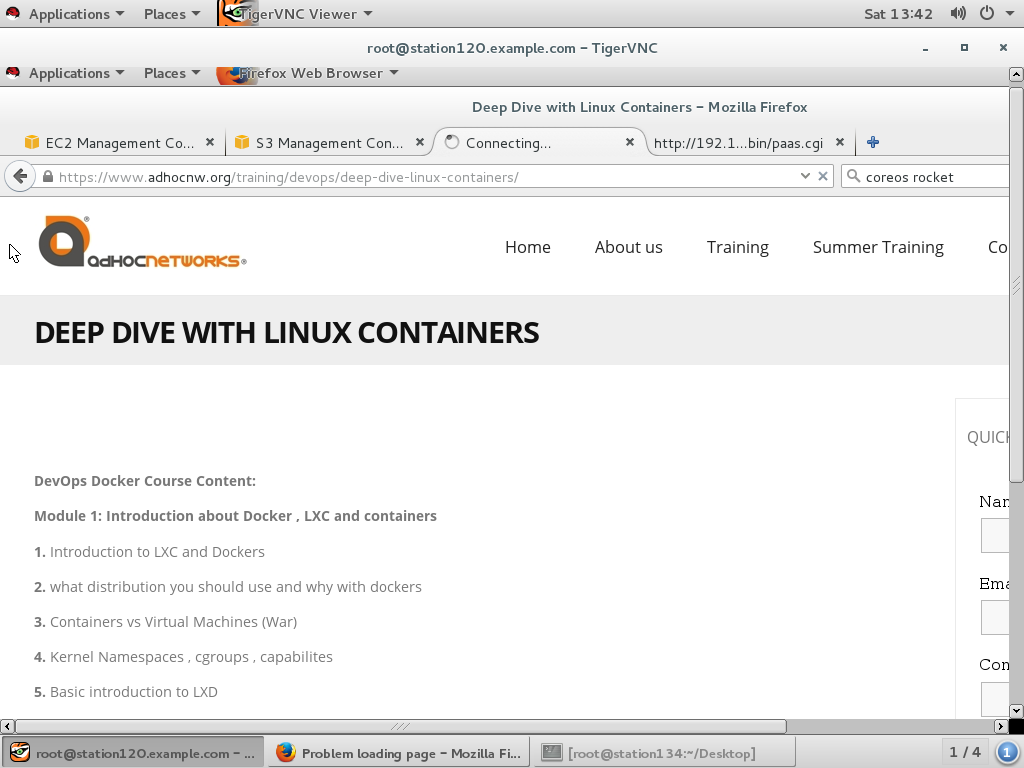 Applications Places TigerVNC Viewer Sat 13:42
root@station120.example.com – TigerVNC
Applications Places Firefox Web Browser
Deep Dive with Linux Containers – Mozilla Firefox
EC2 Management Co... S3 Management Con... Connecting... http://192.1...bin/paas.cgi
https://www.adhocnw.org/training/devops/deep-dive-linux-containers/ coreos rocket
aDHOCNETWORKS® Home About us Training Summer Training Co
DEEP DIVE WITH LINUX CONTAINERS
QUICK
DevOps Docker Course Content:
Nam
Module 1: Introduction about Docker , LXC and containers
1. Introduction to LXC and Dockers
Ema
2. what distribution you should use and why with dockers
3. Containers vs Virtual Machines (War)
4. Kernel Namespaces , cgroups , capabilites
Con
5. Basic introduction to LXD
root@station120.example.com – ... Problem loading page – Mozilla Fi... [root@station134:~/Desktop] 1 / 4 1